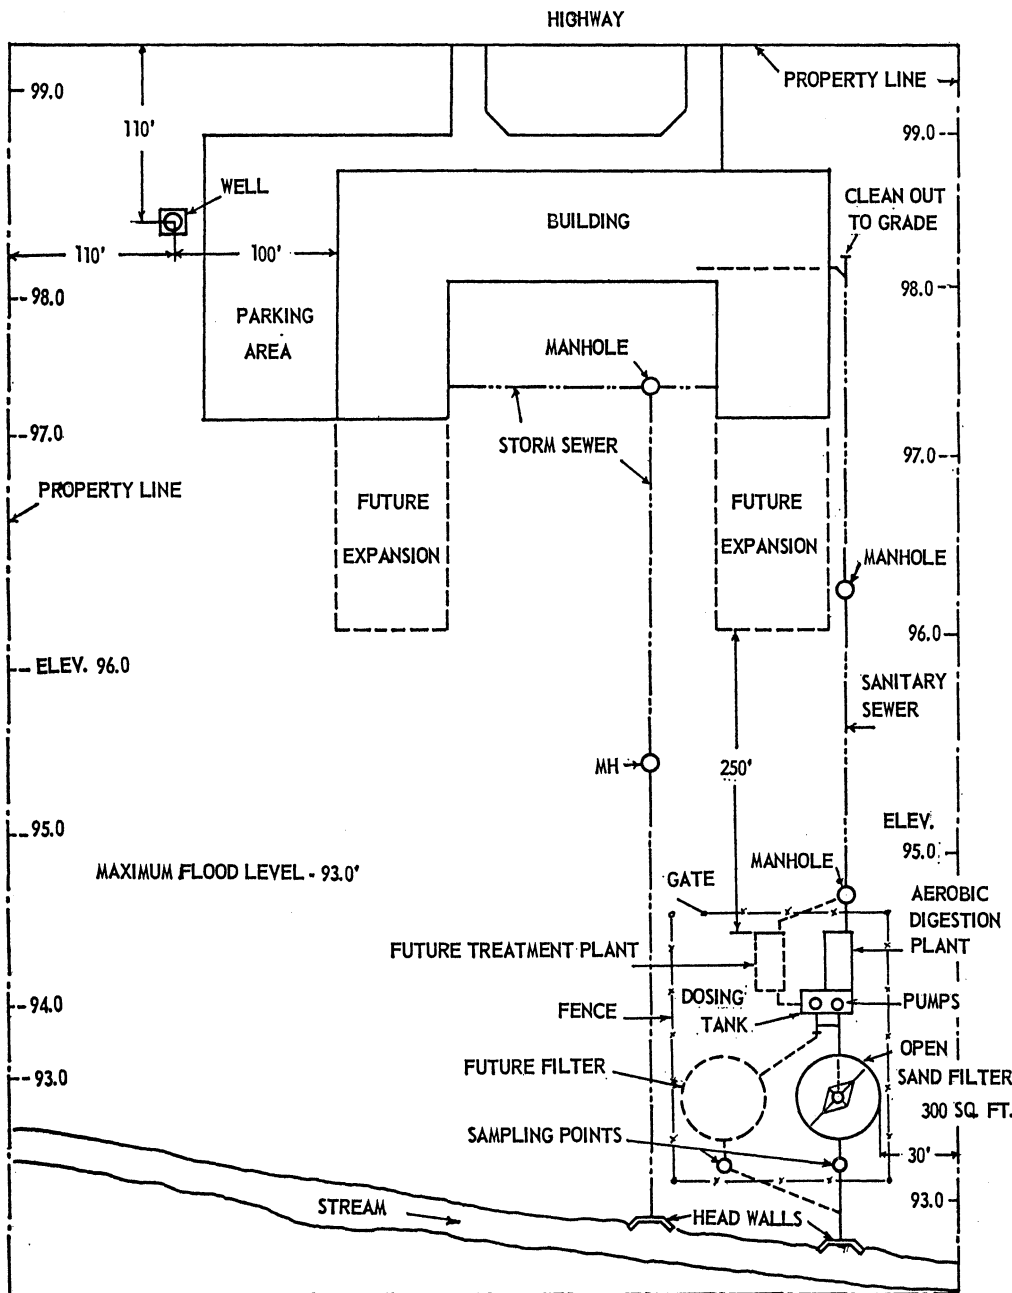 HIGHWAY
PROPERTY LINE
99.0
110'
99.0
WELL
CLEAN OUT
TO GRADE
BUILDING
110'
100'
98.0
98.0
PARKING
AREA
MANHOLE
97.0
STORM SEWER
97.0
PROPERTY LINE
FUTURE
EXPANSION
FUTURE
EXPANSION
MANHOLE
96.0
ELEV. 96.0
SANITARY
SEWER
MH
250'
95.0
ELEV.
95.0
MAXIMUM FLOOD LEVEL - 93.0'
MANHOLE
GATE
AEROBIC
DIGESTION
PLANT
FUTURE TREATMENT PLANT
94.0
FENCE
DOSING
TANK
PUMPS
OPEN
SAND FILTER
300 SQ. FT.
FUTURE FILTER
93.0
SAMPLING POINTS
30'
93.0
STREAM
HEAD WALLS